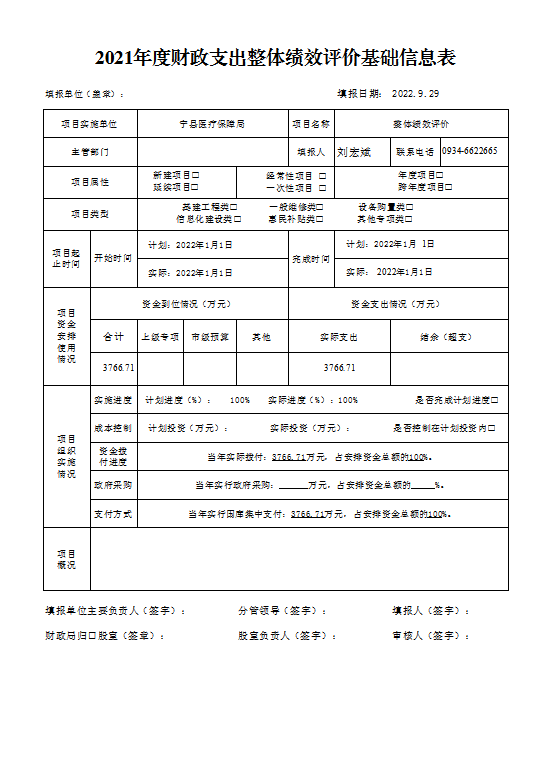 2021年度财政支出整体绩效评价基础信息表
填报单位（盖章）： 填报日期： 2022.9.29
项目实施单位 宁县医疗保障局 项目名称 整体绩效评价
主管部门 填报人 刘宏斌 联系电话 0934-6622665
项目属性 新建项目□ 经常性项目 □ 年度项目□
延续项目□ 一次性项目 □ 跨年度项目□
项目类型 基建工程类□ 一般维修类□ 设备购置类□
信息化建设类□ 惠民补贴类□ 其他专项类□
项目起
止时间
开始时间 计划：2022年1月1日 完成时间 计划：2022年1月 1日
实际：2022年1月1日 实际： 2022年1月1日
项目
资金
安排
使用
情况
资金到位情况（万元） 资金支出情况（万元）
合计 上级专项 市级预算 其他 实际支出 结余（超支）
3766.71 3766.71
项目
组织
实施
情况
实施进度 计划进度（%）： 100% 实际进度（%）：100% 是否完成计划进度□
成本控制 计划投资（万元）： 实际投资（万元）： 是否控制在计划投资内□
资金拨
付进度
当年实际拨付：3766.71万元，占安排资金总额的100%。
政府采购 当年实行政府采购：______万元，占安排资金总额的_____%。
支付方式 当年实行国库集中支付：3766.71万元，占安排资金总额的100%。
项目
概况
填报单位主要负责人（签字）： 分管领导（签字）： 填报人（签字）：
财政局归口股室（签章）： 股室负责人（签字）： 审核人（签字）：